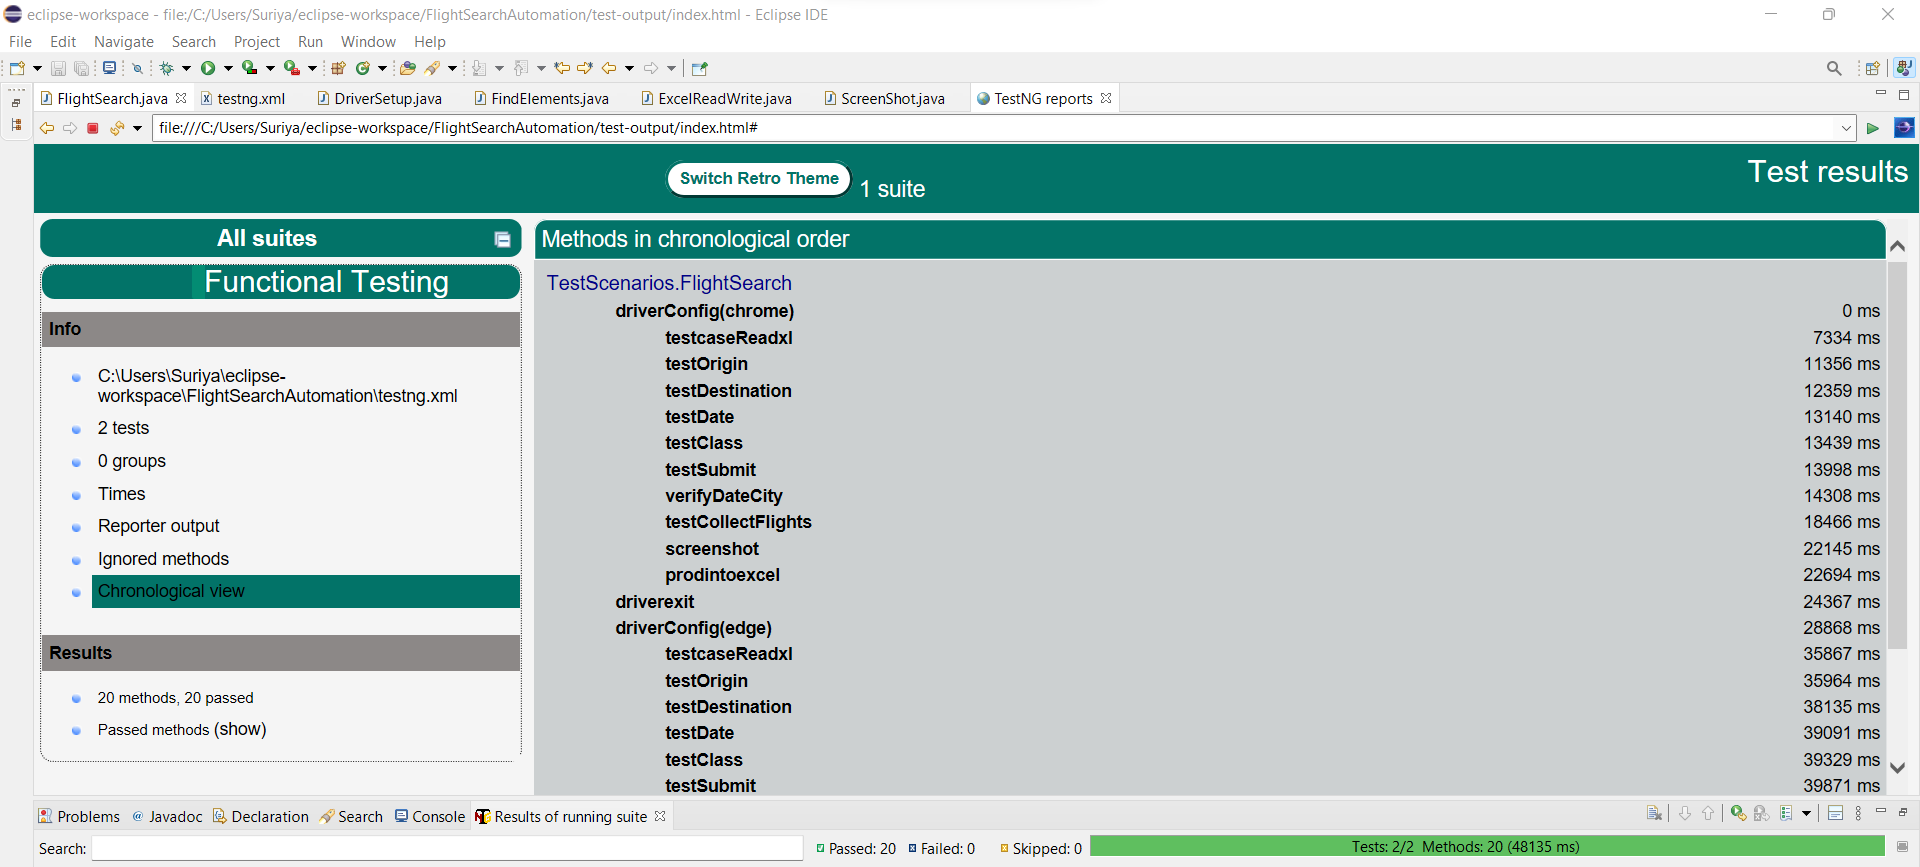 eclipse-workspace - file:/C:/Users/Suriya/eclipse-workspace/FlightSearchAutomation/test-output/index.html - Eclipse IDE
File Edit Navigate Search Project Run Window Help
FlightSearch.java testng.xml DriverSetup.java FindElements.java ExcelReadWrite.java ScreenShot.java TestNG reports
file:///C:/Users/Suriya/eclipse-workspace/FlightSearchAutomation/test-output/index.html#
Switch Retro Theme 1 suite
Test results
All suites
Functional Testing
Info
C:\Users\Suriya\eclipse-
workspace\FlightSearchAutomation\testng.xml
2 tests
0 groups
Times
Reporter output
Ignored methods
Chronological view
Results
20 methods, 20 passed
Passed methods (show)
Methods in chronological order
TestScenarios.FlightSearch
driverConfig(chrome) 0 ms
testcaseReadxl 7334 ms
testOrigin 11356 ms
testDestination 12359 ms
testDate 13140 ms
testClass 13439 ms
testSubmit 13998 ms
verifyDateCity 14308 ms
testCollectFlights 18466 ms
screenshot 22145 ms
prodintoexcel 22694 ms
driverexit 24367 ms
driverConfig(edge) 28868 ms
testcaseReadxl 35867 ms
testOrigin 35964 ms
testDestination 38135 ms
testDate 39091 ms
testClass 39329 ms
testSubmit 39871 ms
Problems @ Javadoc Declaration Search Console Results of running suite
Search: Passed: 20 Failed: 0 Skipped: 0 Tests: 2/2 Methods: 20 (48135 ms)